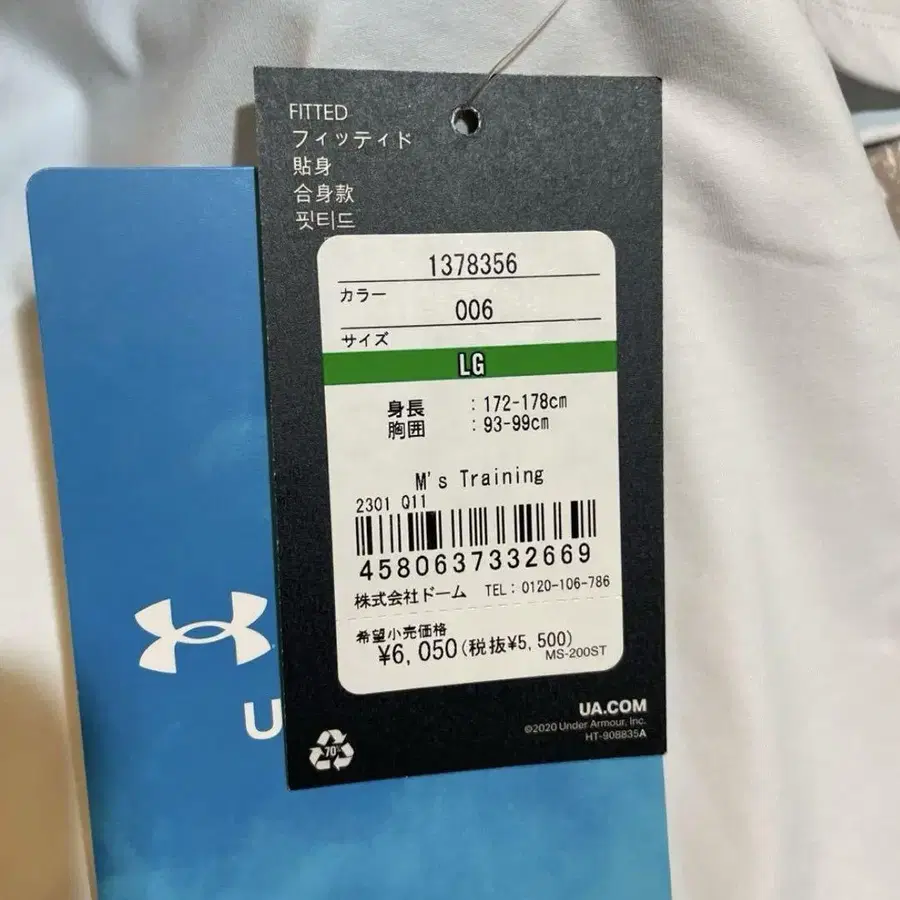 FITTED
フィッティド
貼身
合身款
핏티드
1378356
カラー
006
サイズ
LG
身長 : 172-178cm
胸囲 : 93-99cm
M's Training
2301 Q11
4580637332669
株式会社ドーム TEL: 0120-106-786
希望小売価格
¥6,050(税抜¥5,500)
MS-200ST
UA.COM
©2020 Under Armour, Inc.
HT-908835A
70%
U